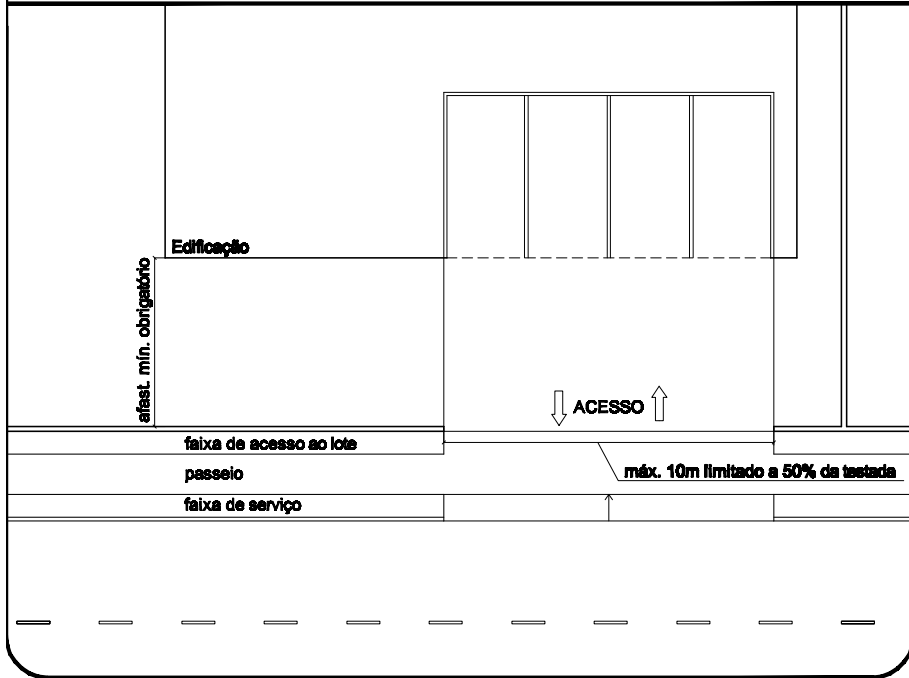 Edificação
afast. mín. obrigatório
ACESSO
faixa de acesso ao lote
máx. 10m limitado a 50% da testada
passeio
faixa de serviço